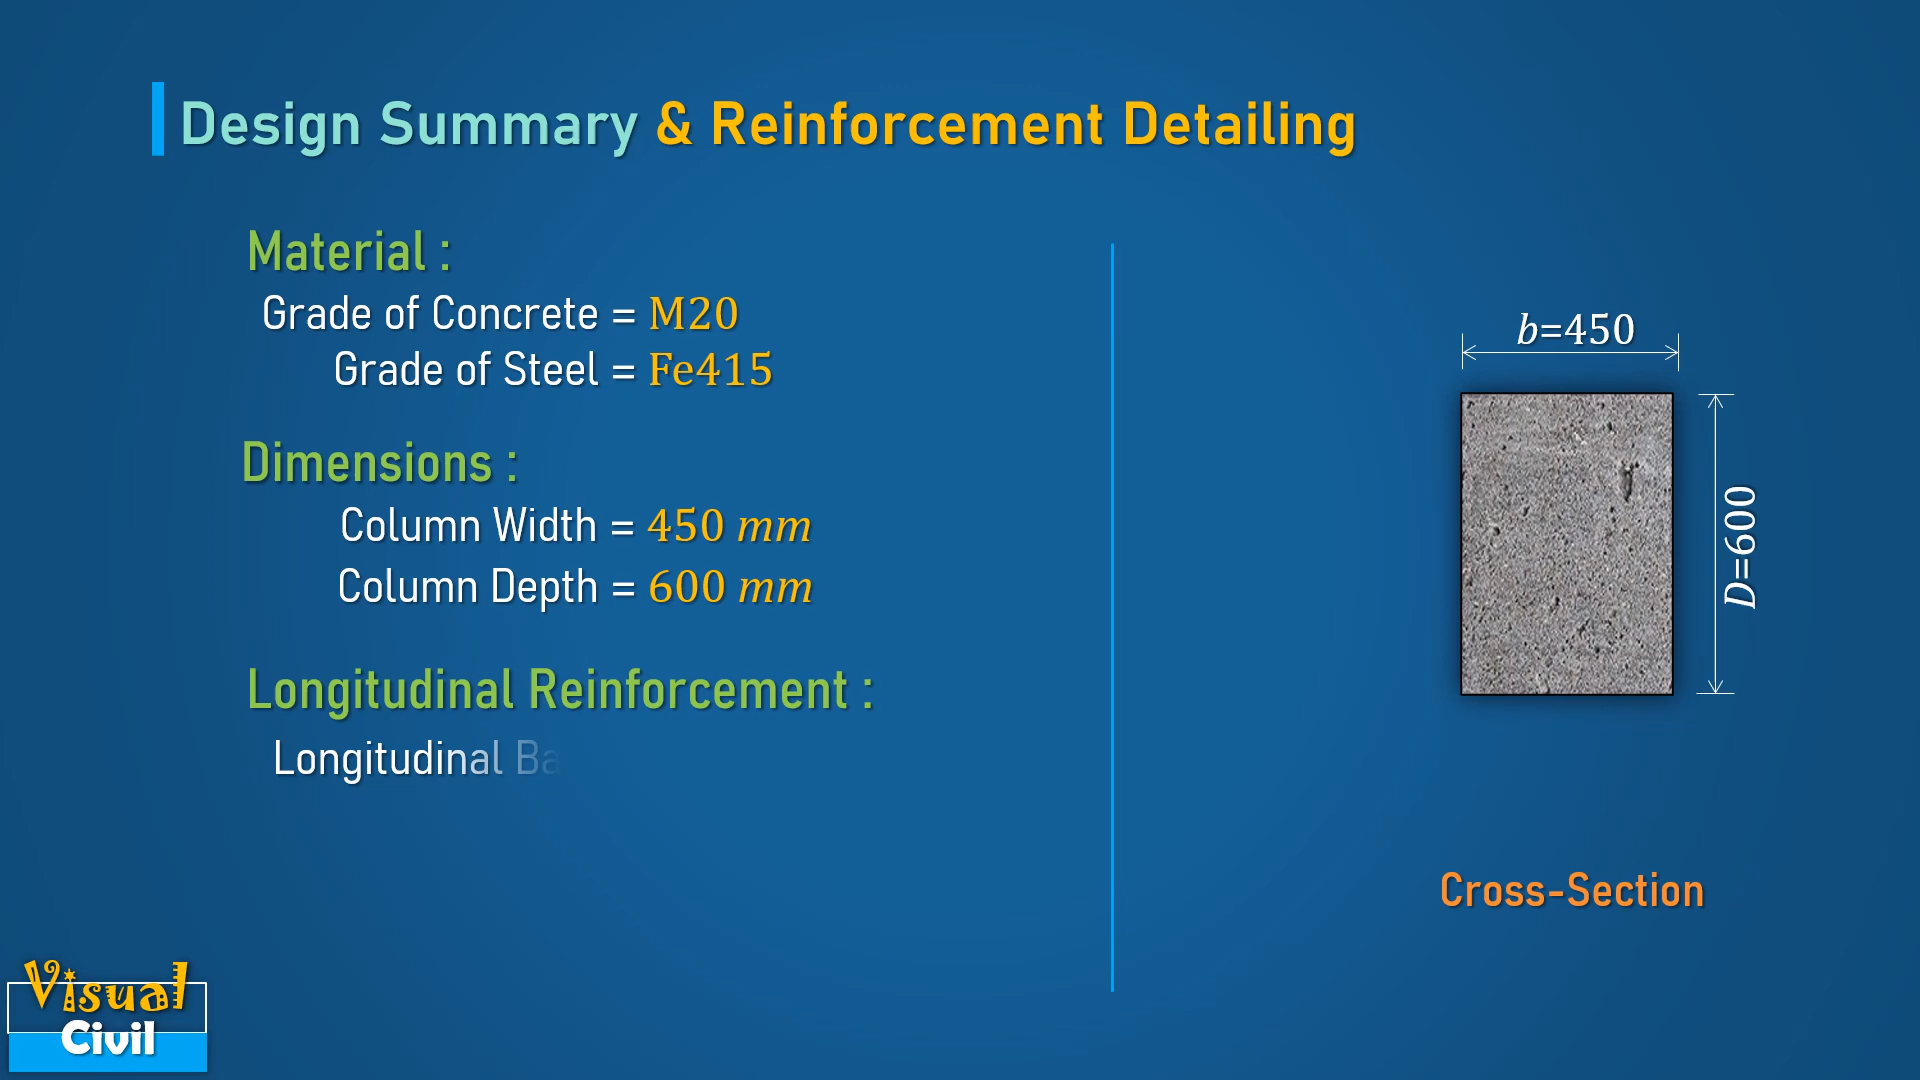 Design Summary & Reinforcement Detailing
Material :
Grade of Concrete = M20
Grade of Steel = Fe415
Dimensions :
Column Width = 450 mm
Column Depth = 600 mm
Longitudinal Reinforcement :
Longitudinal Ba
b=450
D=600
Cross-Section
Visual
Civil